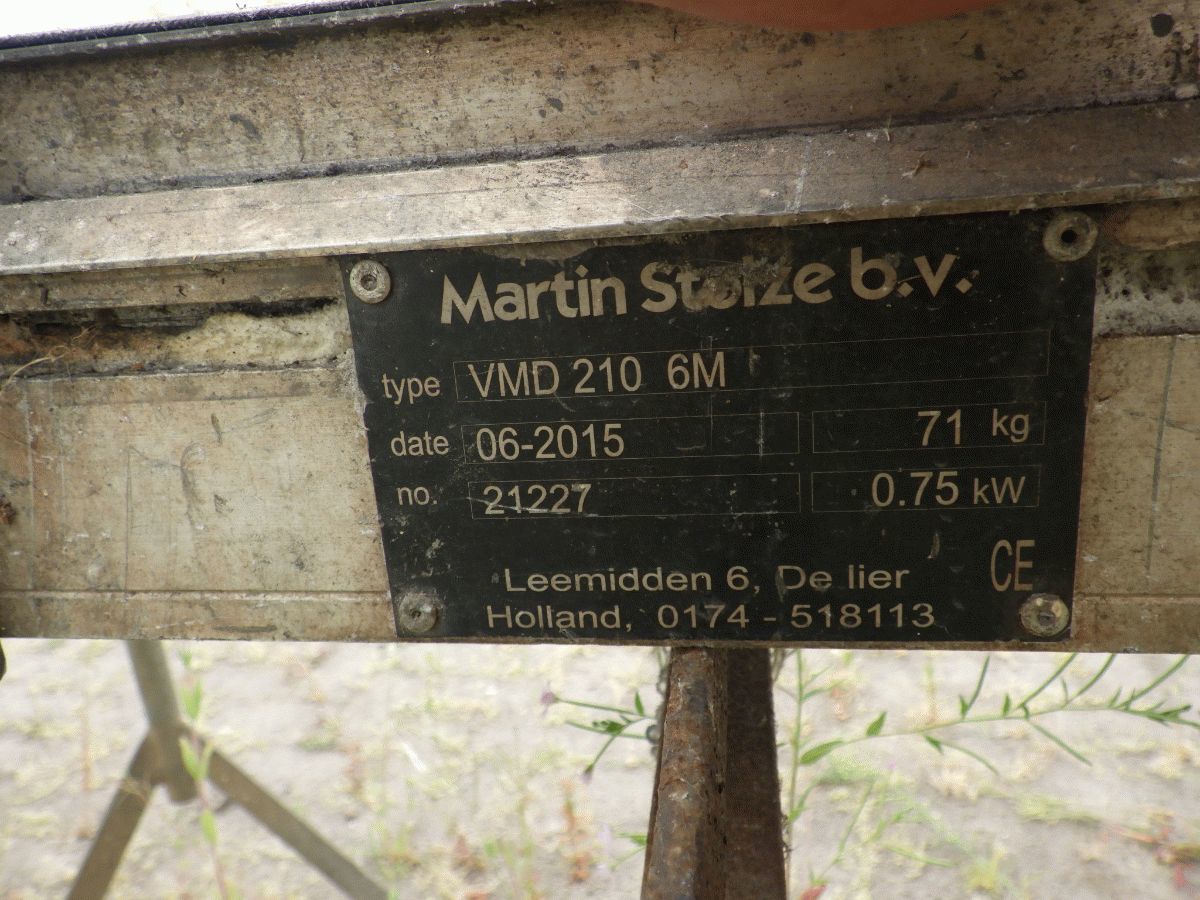 Martin Stolze b.v.
type VMD 210 6M
date 06-2015 71 kg
no. 21227 0.75 kW
CE
Leemidden 6, De lier
Holland, 0174 - 518113